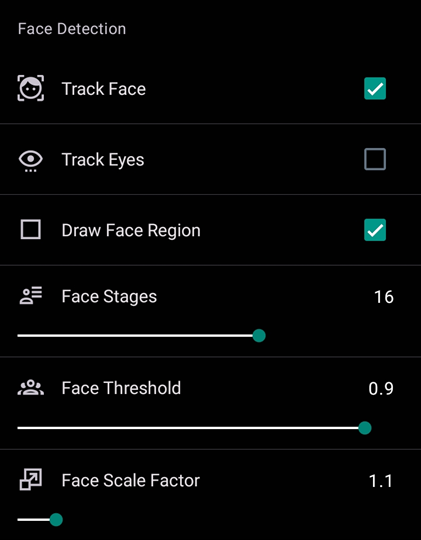 Face Detection
Track Face
Track Eyes
Draw Face Region
Face Stages 16
Face Threshold 0.9
Face Scale Factor 1.1